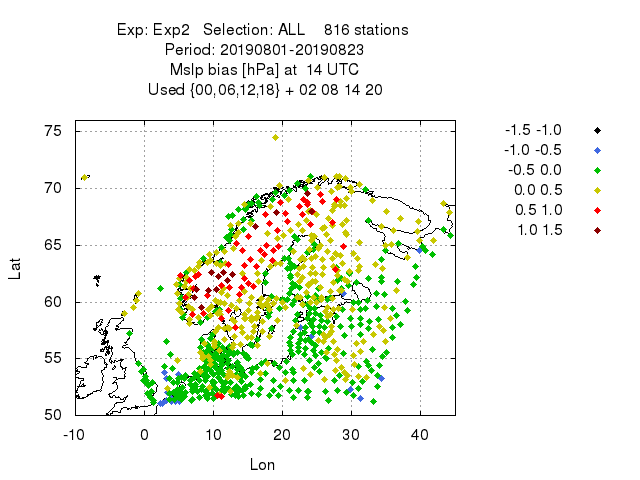 Exp: Exp2 Selection: ALL 816 stations
Period: 20190801-20190823
Mslp bias [hPa] at 14 UTC
Used {00,06,12,18} + 02 08 14 20
75
70
65
60
55
50
-10 0 10 20 30 40
Lat
Lon
-1.5 -1.0
-1.0 -0.5
-0.5 0.0
0.0 0.5
0.5 1.0
1.0 1.5